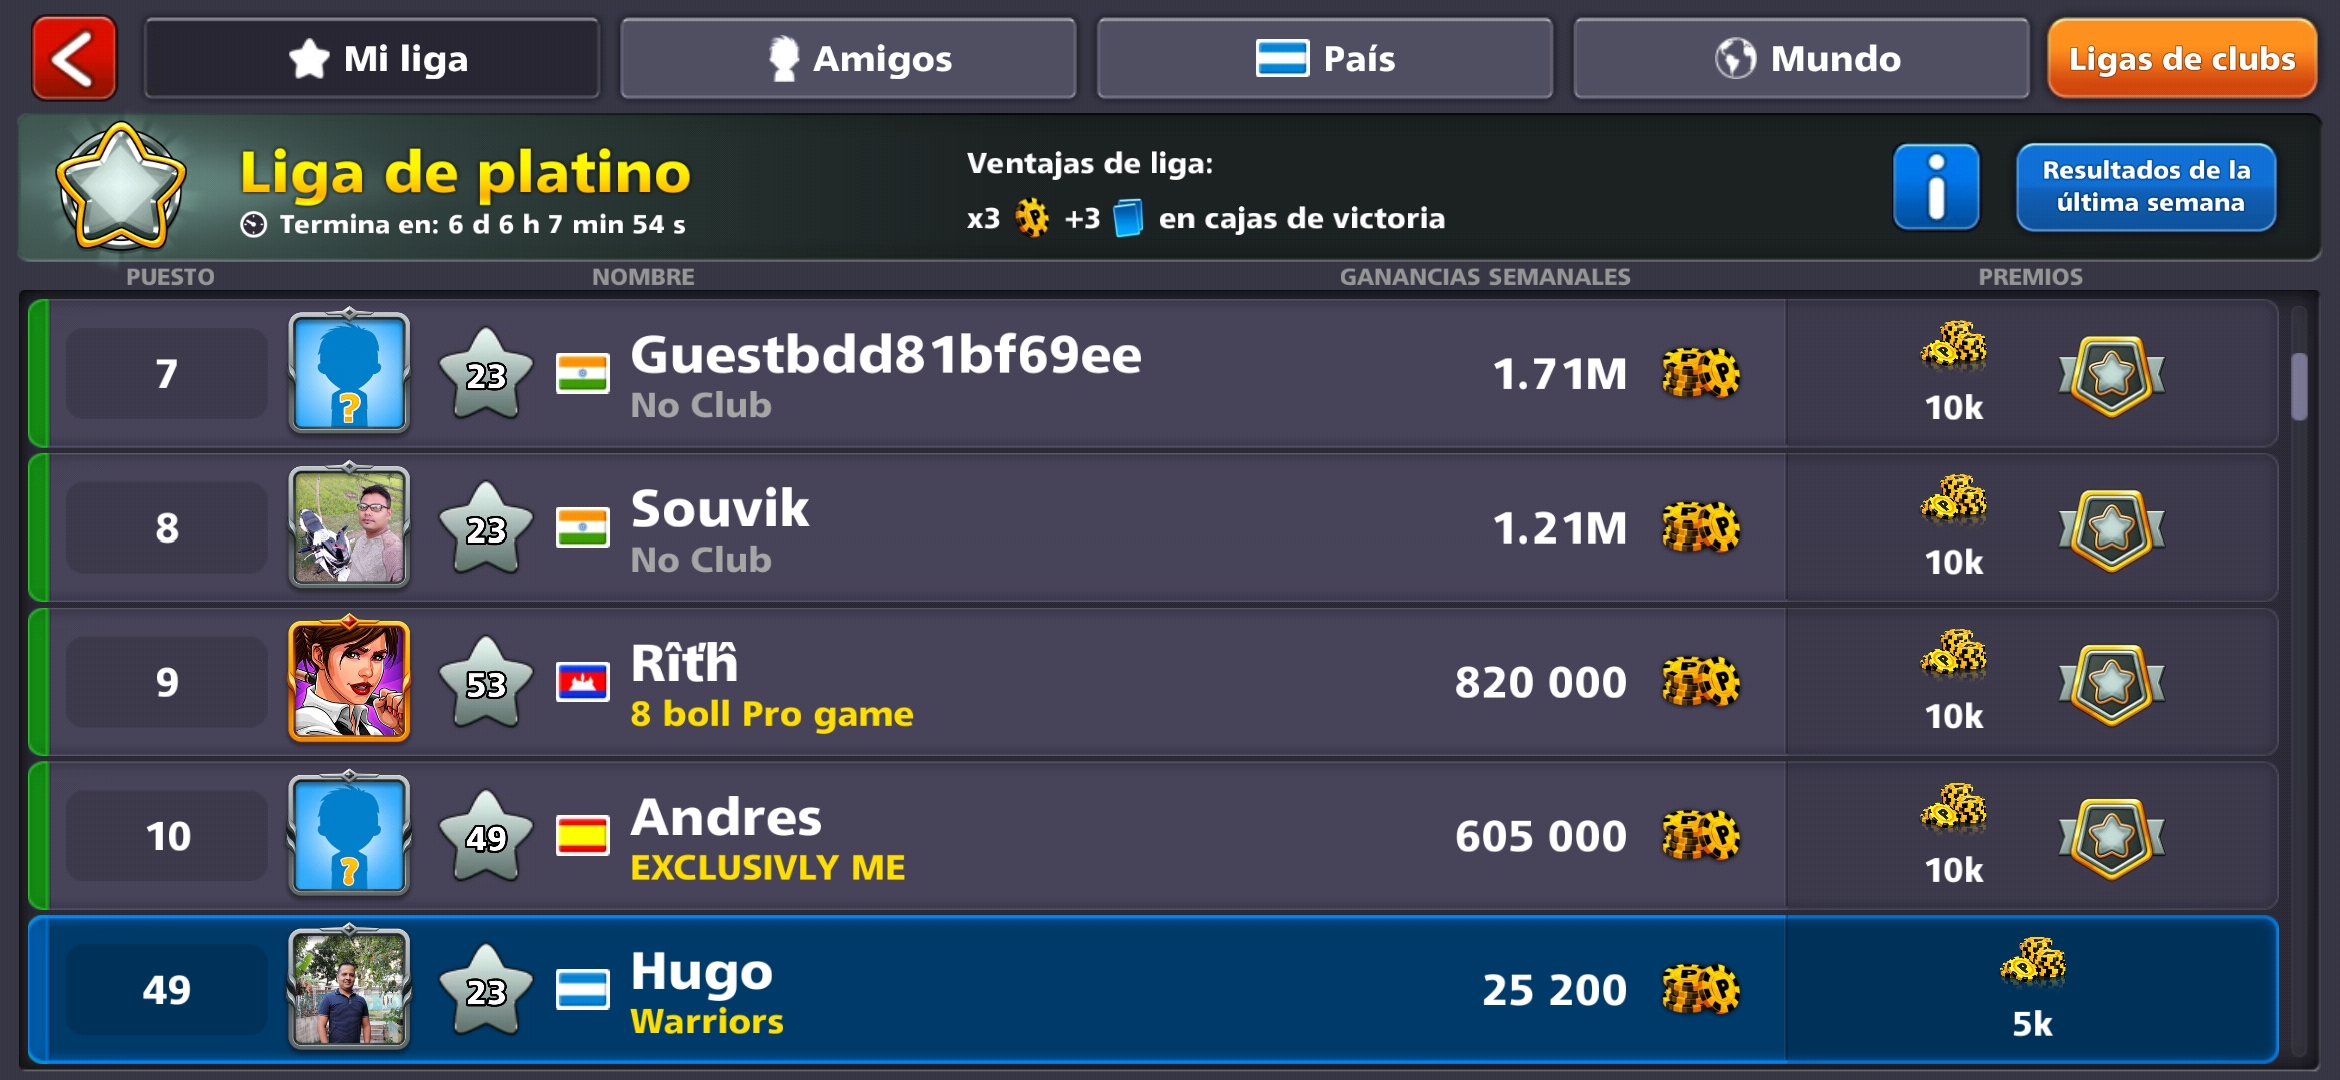 Mi liga
Amigos
País
Mundo
Ligas de clubs
Liga de platino
Termina en: 6 d 6 h 7 min 54 s
Ventajas de liga:
x3 +3 en cajas de victoria
Resultados de la
última semana
PUESTO NOMBRE GANANCIAS SEMANALES PREMIOS
7 23 Guestbdd81bf69ee 1.71M
No Club
10k
8 23 Souvik 1.21M
No Club
10k
9 53 Rîťĥ 820 000
8 boll Pro game
10k
10 49 Andres 605 000
EXCLUSIVLY ME
10k
49 23 Hugo 25 200
Warriors
5k